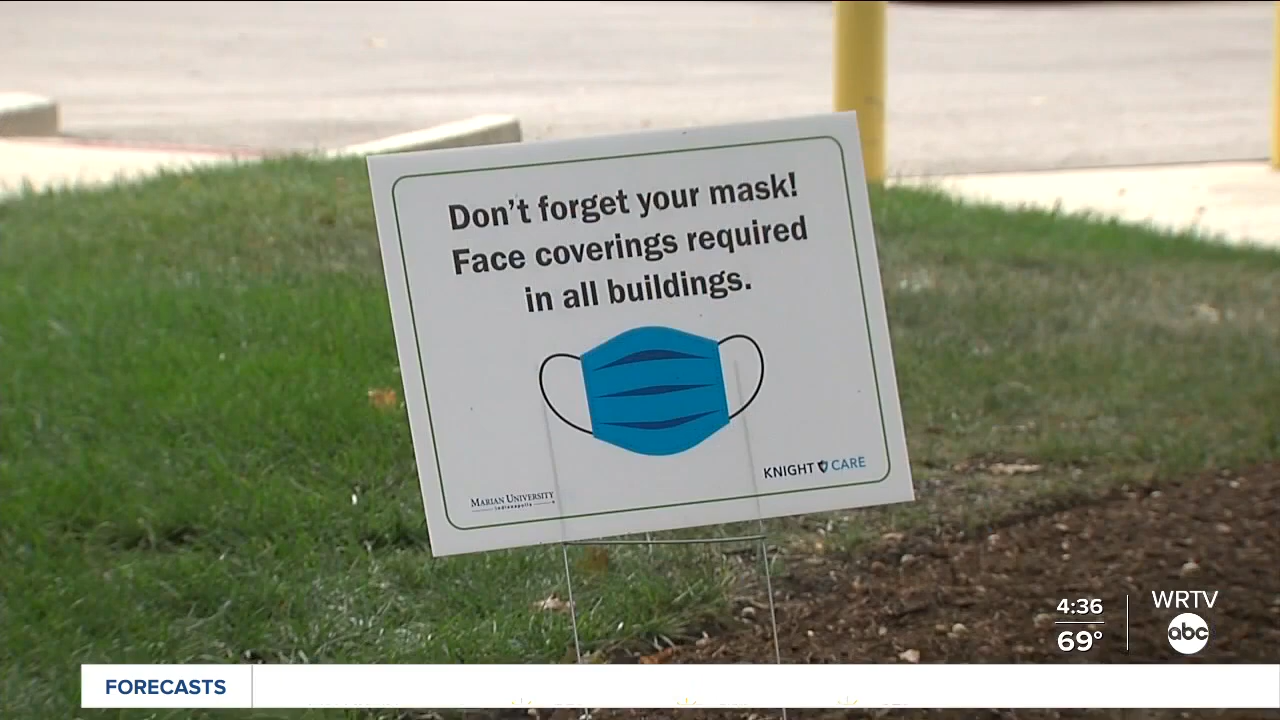 Don't forget your mask!
Face coverings required
in all buildings.
KNIGHT CARE
MARIAN UNIVERSITY
Indianapolis
4:36
69°
WRTV
abc
FORECASTS